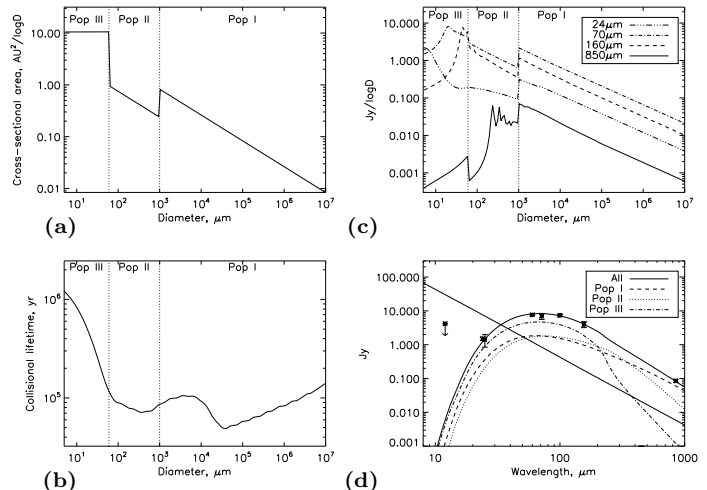 Pop III Pop II Pop I
10.00
1.00
0.10
0.01
Cross-sectional area, AU²/logD
10¹ 10² 10³ 10⁴ 10⁵ 10⁶ 10⁷
Diameter, μm
(a)
Pop III Pop II Pop I
24μm
70μm
160μm
850μm
10.000
1.000
0.100
0.010
0.001
Jy/logD
10¹ 10² 10³ 10⁴ 10⁵ 10⁶ 10⁷
Diameter, μm
(c)
Pop III Pop II Pop I
10⁶
10⁵
Collisional lifetime, yr
10¹ 10² 10³ 10⁴ 10⁵ 10⁶ 10⁷
Diameter, μm
(b)
All
Pop I
Pop II
Pop III
100.000
10.000
1.000
0.100
0.010
0.001
Jy
10 100 1000
Wavelength, μm
(d)